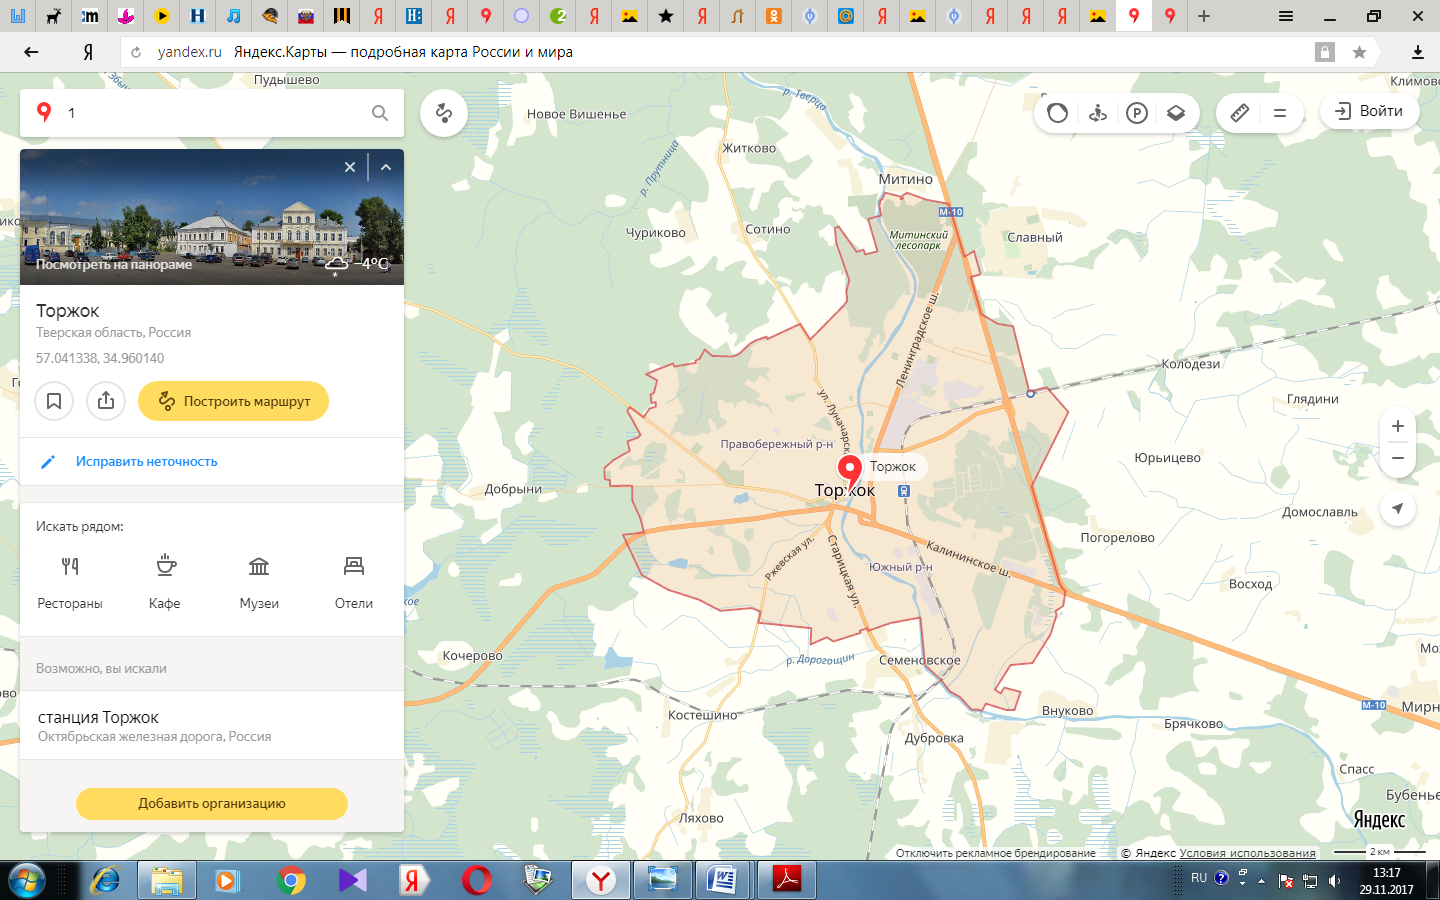 yandex.ru Яндекс.Карты — подробная карта России и мира
1
Посмотреть на панораме
−4°C
Торжок
Тверская область, Россия
57.041338, 34.960140
Построить маршрут
Исправить неточность
Искать рядом:
Рестораны Кафе Музеи Отели
Возможно, вы искали
станция Торжок
Октябрьская железная дорога, Россия
Добавить организацию
Войти
Пудышево
Новое Вишенье
р. Тверца
Климово
Житково
р. Прутница
Митино
М-10
Чуриково
Сотино
Митинский
лесопарк
Славный
Ленинградское ш.
Колодези
Глядини
ул. Луначарск
Правобережный р-н
Торжок
Торжок
Юрьицево
Добрыни
Домославль
Погорелово
Калининское ш.
Ржевская ул.
Старицкая ул.
Южный р-н
Восход
Кочерово
р. Дорогощин
Семеновское
Костешино
Внуково
М-10
Мирн
Брячково
Дубровка
Спасс
Бубенье
Ляхово
Яндекс
Отключить рекламное брендирование
© Яндекс Условия использования
2 км
RU
13:17
29.11.2017